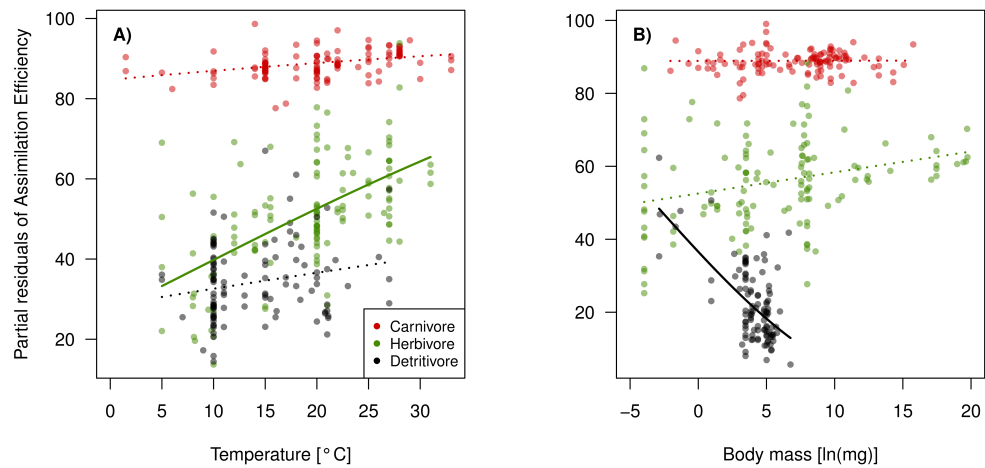 A)
B)
Partial residuals of Assimilation Efficiency
100
80
60
40
20
0
5
10
15
20
25
30
Temperature [°C]
Carnivore
Herbivore
Detritivore
100
80
60
40
20
−5
0
5
10
15
20
Body mass [ln(mg)]